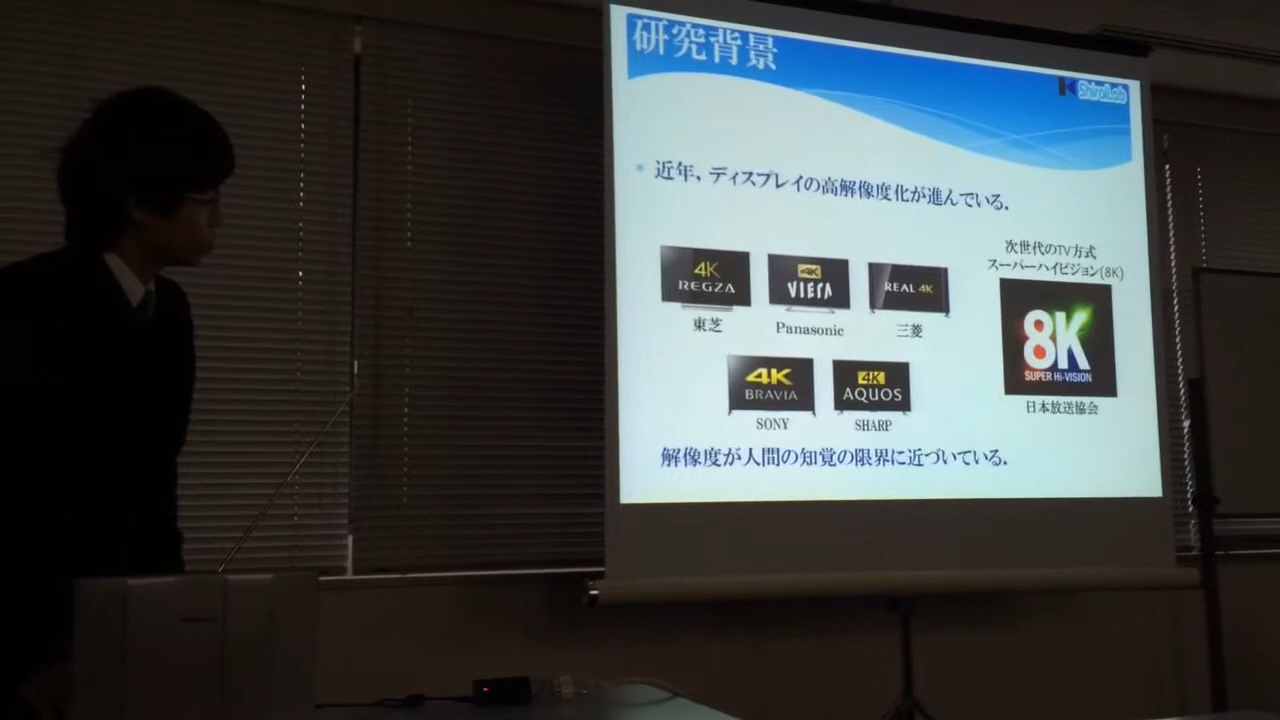 研究背景
ShiraiLab
近年，ディスプレイの高解像度化が進んでいる．
次世代のTV方式
スーパーハイビジョン(8K)
4K
REGZA
東芝
4K
VIERA
Panasonic
REAL 4K
三菱
8K
SUPER Hi-VISION
日本放送協会
4K
BRAVIA
SONY
4K
AQUOS
SHARP
解像度が人間の知覚の限界に近づいている．